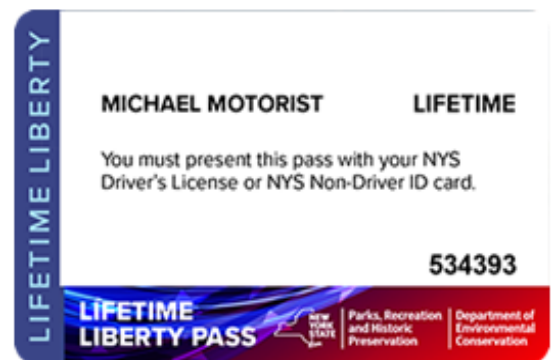 LIFETIME LIBERTY
MICHAEL MOTORIST LIFETIME
You must present this pass with your NYS
Driver's License or NYS Non-Driver ID card.
534393
LIFETIME
LIBERTY PASS
NEW
YORK
STATE
Parks, Recreation
and Historic
Preservation
Department of
Environmental
Conservation